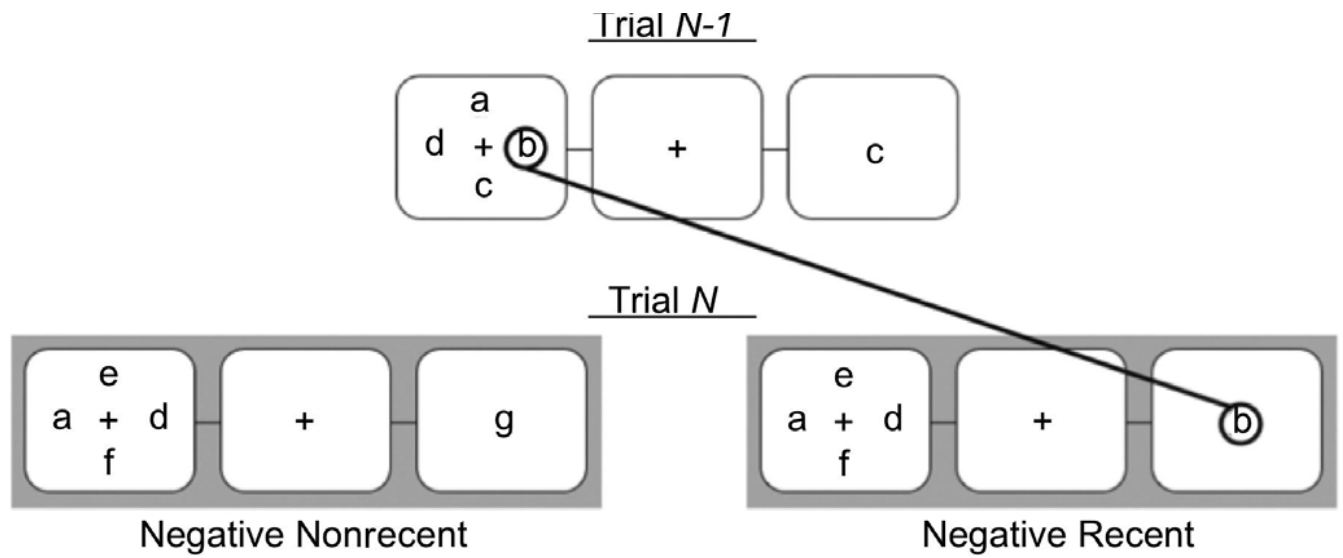 Trial N-1
a
d + b
c
+
c
Trial N
e
a + d
f
+
g
e
a + d
f
+
b
Negative Nonrecent
Negative Recent